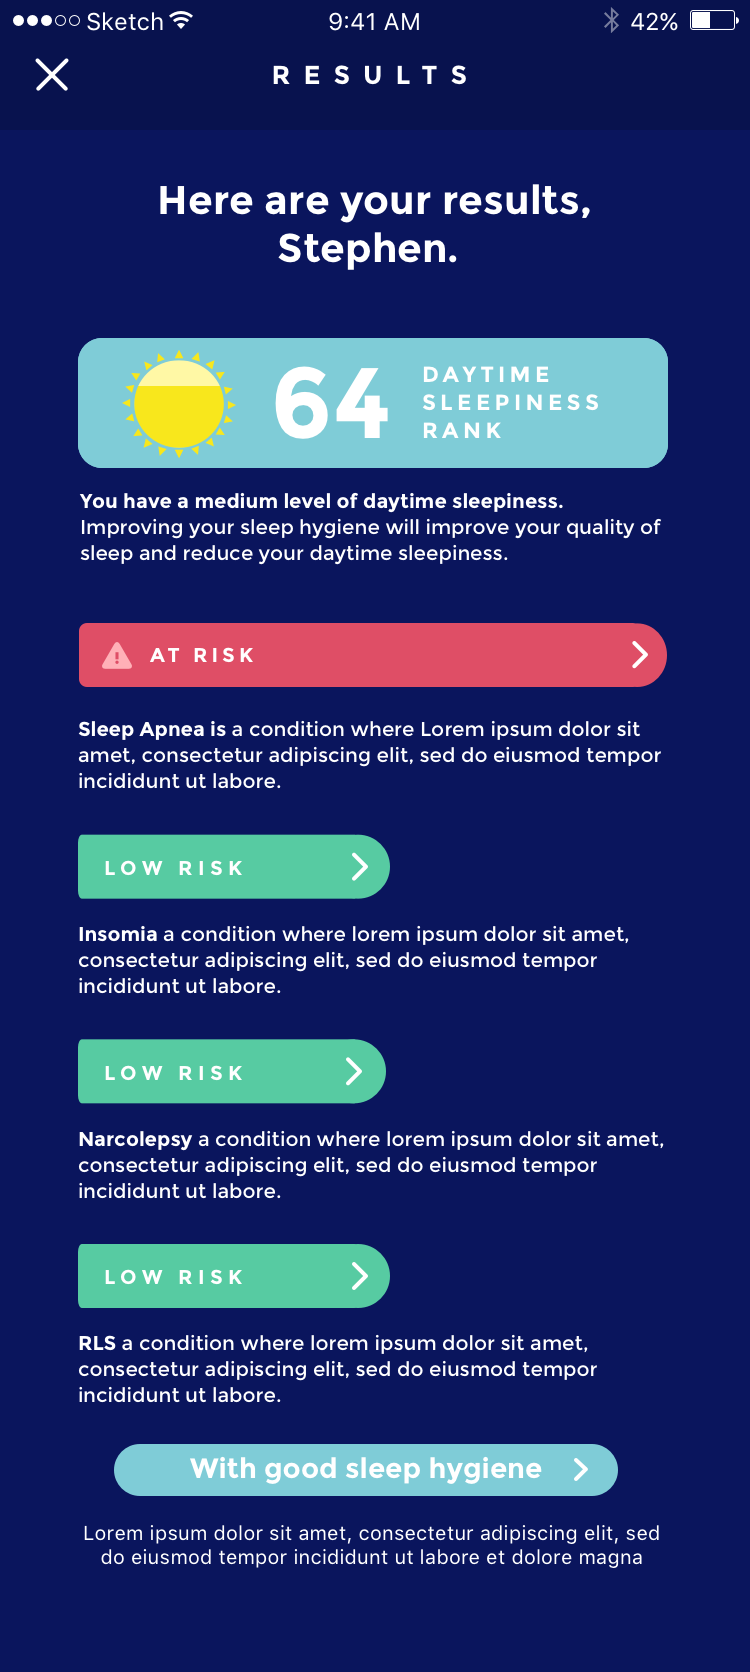 Sketch 9:41 AM 42%
RESULTS
Here are your results,
Stephen.
64
DAYTIME
SLEEPINESS
RANK
You have a medium level of daytime sleepiness.
Improving your sleep hygiene will improve your quality of
sleep and reduce your daytime sleepiness.
AT RISK
Sleep Apnea is a condition where Lorem ipsum dolor sit
amet, consectetur adipiscing elit, sed do eiusmod tempor
incididunt ut labore.
LOW RISK
Insomia a condition where lorem ipsum dolor sit amet,
consectetur adipiscing elit, sed do eiusmod tempor
incididunt ut labore.
LOW RISK
Narcolepsy a condition where lorem ipsum dolor sit amet,
consectetur adipiscing elit, sed do eiusmod tempor
incididunt ut labore.
LOW RISK
RLS a condition where lorem ipsum dolor sit amet,
consectetur adipiscing elit, sed do eiusmod tempor
incididunt ut labore.
With good sleep hygiene
Lorem ipsum dolor sit amet, consectetur adipiscing elit, sed
do eiusmod tempor incididunt ut labore et dolore magna